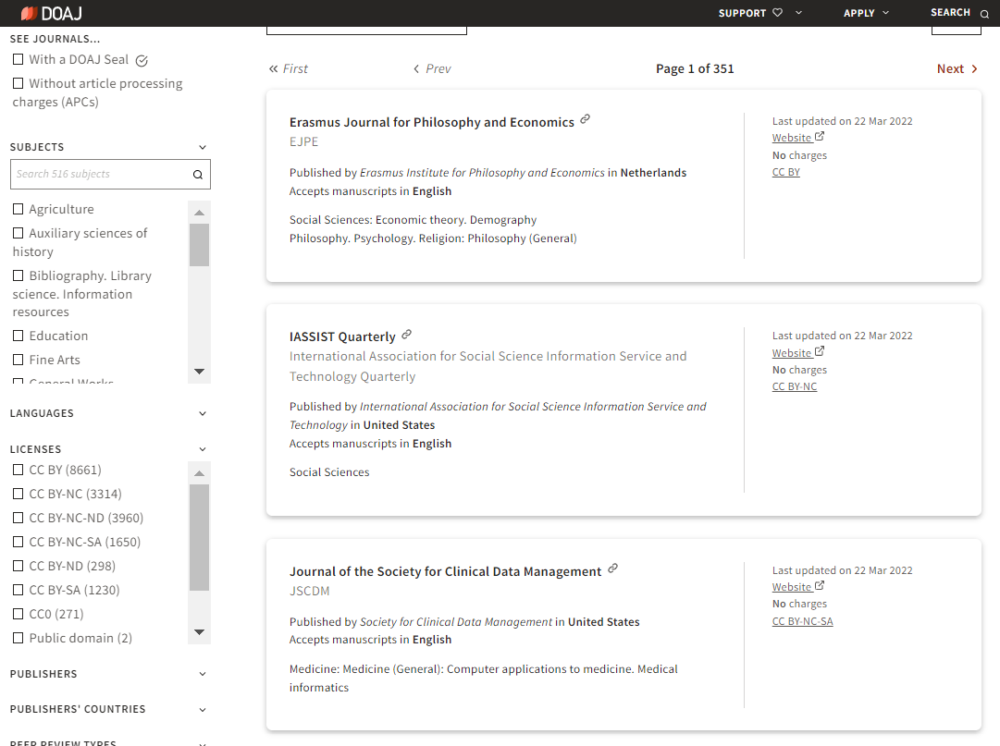 DOAJ
SUPPORT
APPLY
SEARCH
SEE JOURNALS...
With a DOAJ Seal
Without article processing
charges (APCs)
SUBJECTS
Search 516 subjects
Agriculture
Auxiliary sciences of
history
Bibliography. Library
science. Information
resources
Education
Fine Arts
General Works
LANGUAGES
LICENSES
CC BY (8661)
CC BY-NC (3314)
CC BY-NC-ND (3960)
CC BY-NC-SA (1650)
CC BY-ND (298)
CC BY-SA (1230)
CC0 (271)
Public domain (2)
PUBLISHERS
PUBLISHERS' COUNTRIES
PEER REVIEW TYPES
« First
‹ Prev
Page 1 of 351
Next ›
Erasmus Journal for Philosophy and Economics
EJPE
Published by Erasmus Institute for Philosophy and Economics in Netherlands
Accepts manuscripts in English
Social Sciences: Economic theory. Demography
Philosophy. Psychology. Religion: Philosophy (General)
Last updated on 22 Mar 2022
Website
No charges
CC BY
IASSIST Quarterly
International Association for Social Science Information Service and
Technology Quarterly
Published by International Association for Social Science Information Service and
Technology in United States
Accepts manuscripts in English
Social Sciences
Last updated on 22 Mar 2022
Website
No charges
CC BY-NC
Journal of the Society for Clinical Data Management
JSCDM
Published by Society for Clinical Data Management in United States
Accepts manuscripts in English
Medicine: Medicine (General): Computer applications to medicine. Medical
informatics
Last updated on 22 Mar 2022
Website
No charges
CC BY-NC-SA